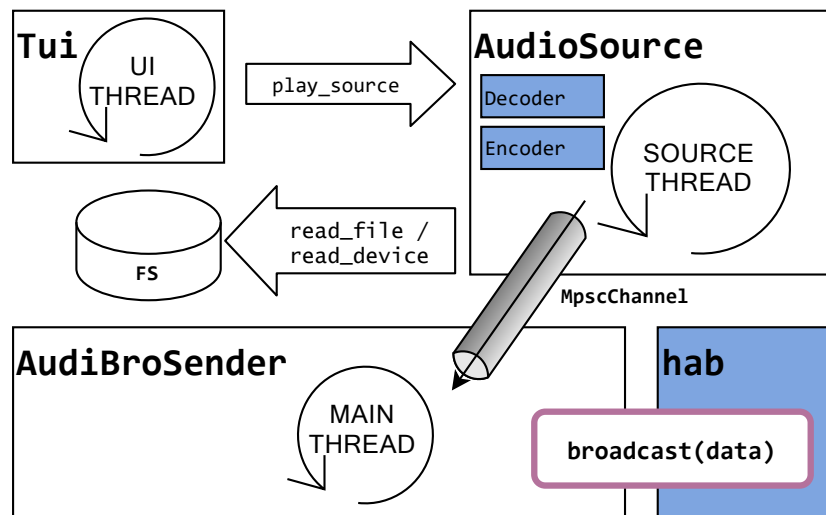 Tui
UI
THREAD
play_source
AudioSource
Decoder
Encoder
SOURCE
THREAD
read_file /
read_device
FS
MpscChannel
AudiBroSender
MAIN
THREAD
hab
broadcast(data)